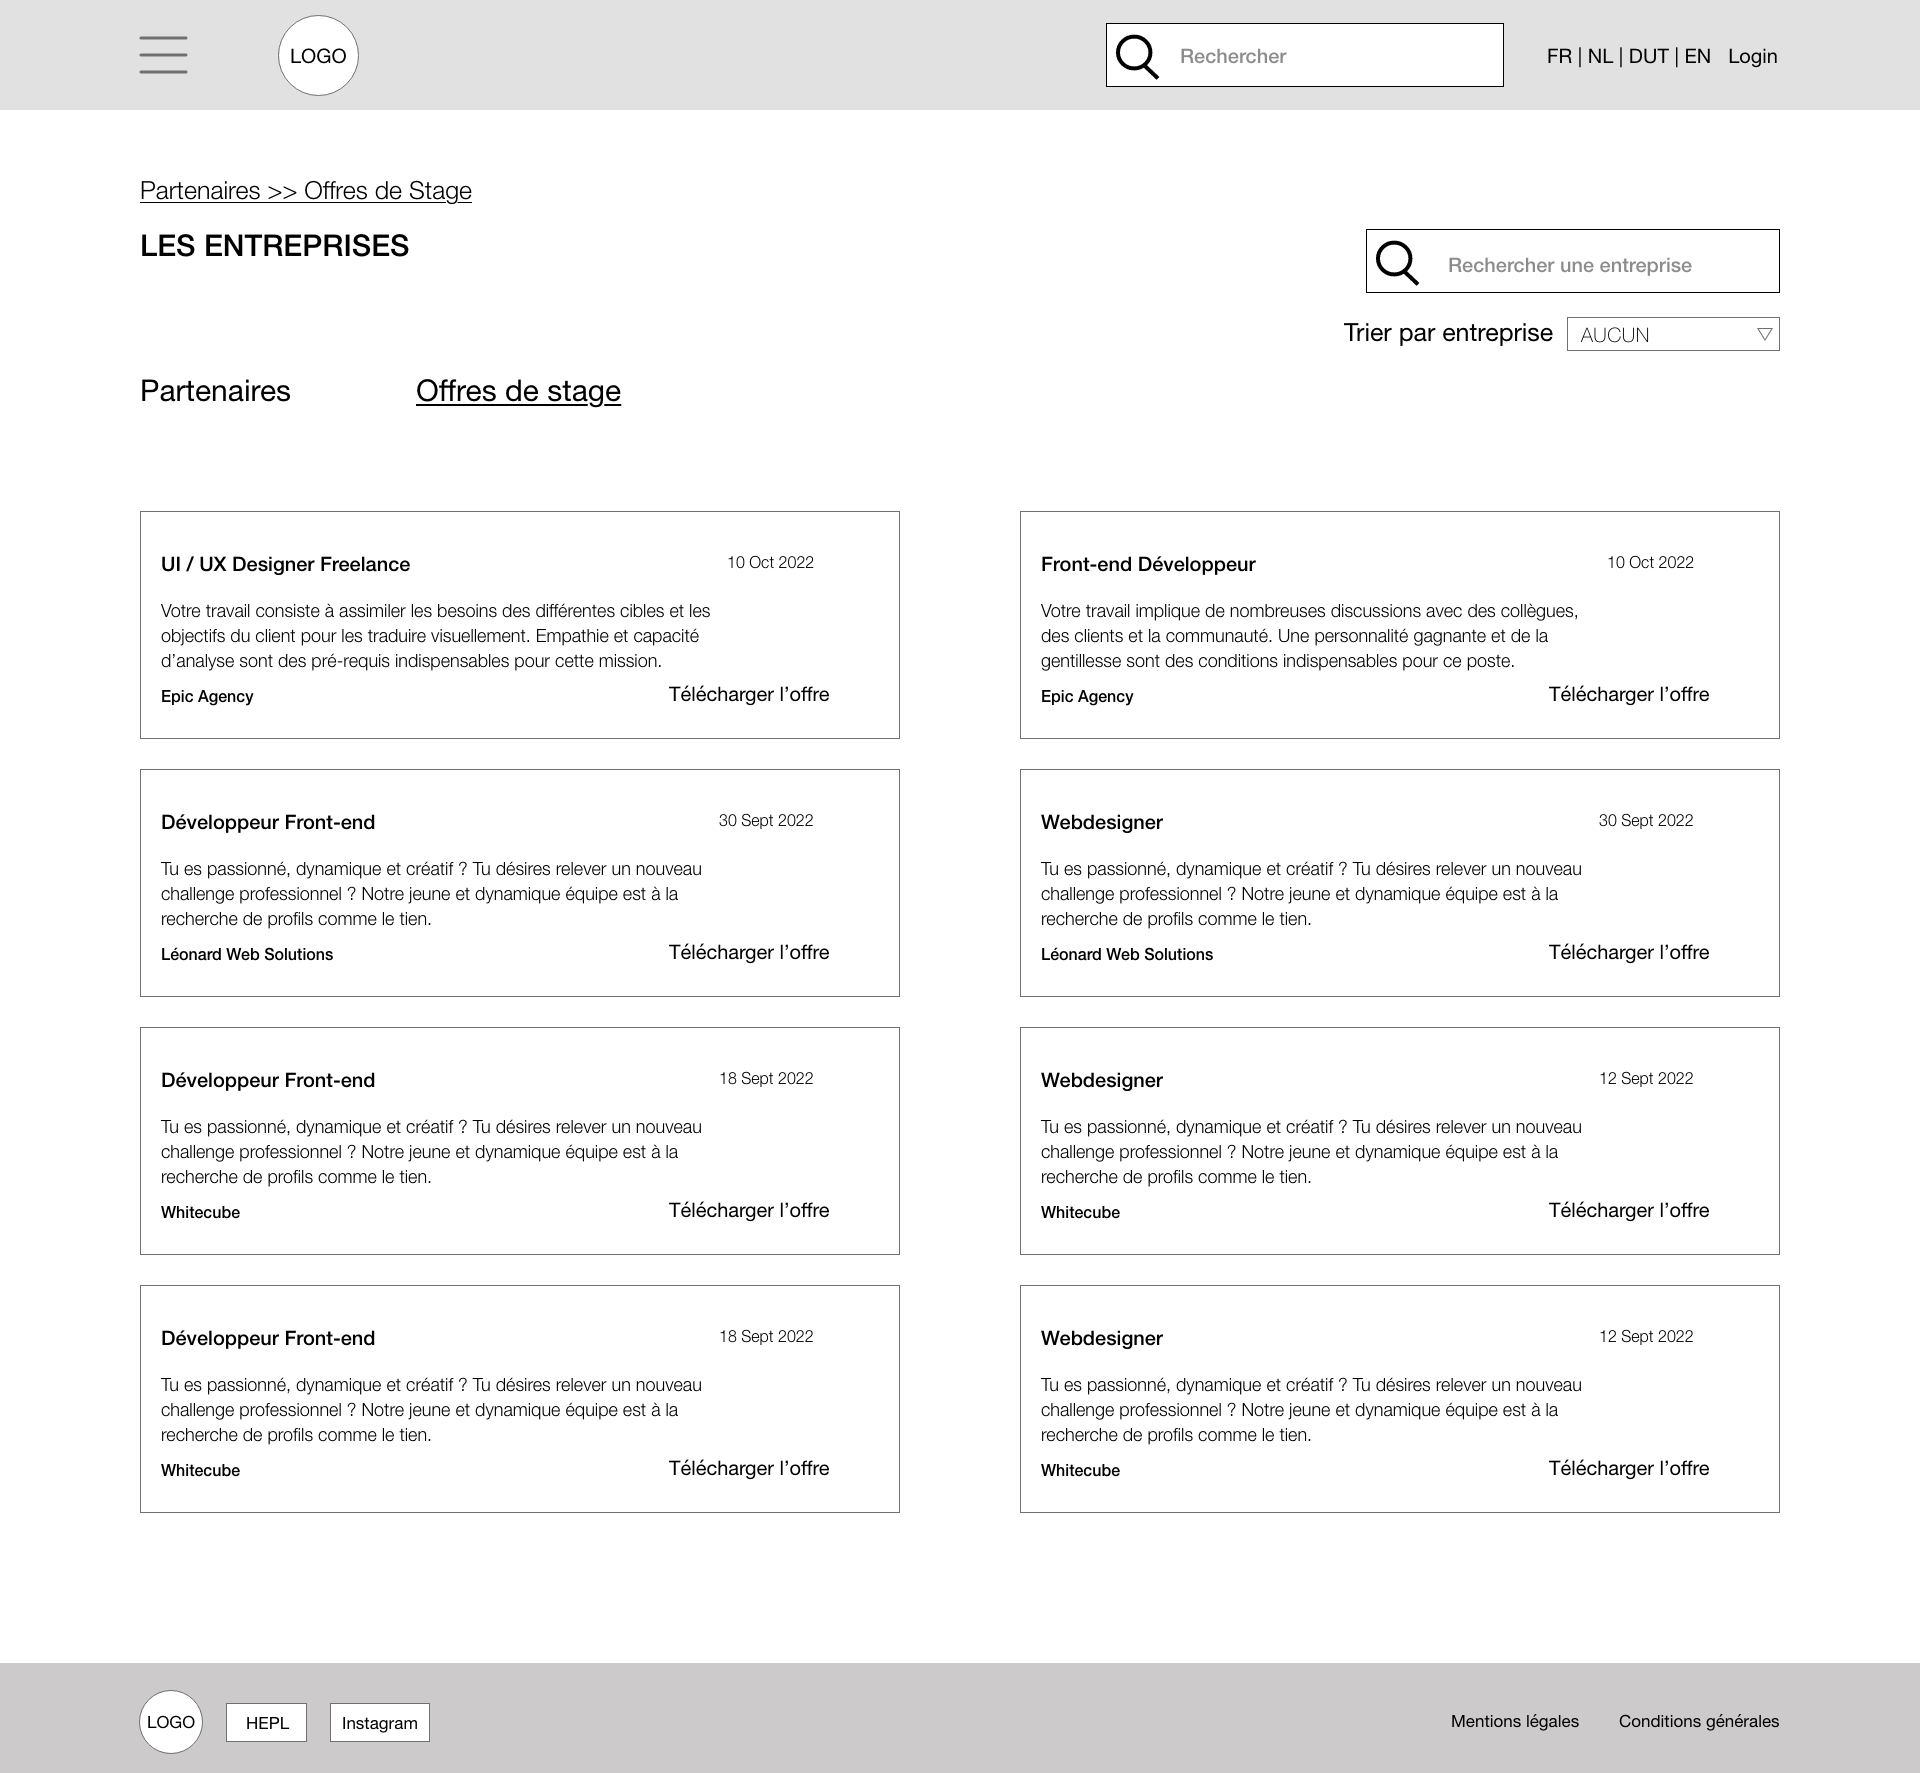 LOGO
Rechercher
FR | NL | DUT | EN Login
Partenaires >> Offres de Stage
LES ENTREPRISES
Rechercher une entreprise
Trier par entreprise
AUCUN
Partenaires
Offres de stage
UI / UX Designer Freelance
10 Oct 2022
Votre travail consiste à assimiler les besoins des différentes cibles et les
objectifs du client pour les traduire visuellement. Empathie et capacité
d’analyse sont des pré-requis indispensables pour cette mission.
Epic Agency
Télécharger l’offre
Front-end Développeur
10 Oct 2022
Votre travail implique de nombreuses discussions avec des collègues,
des clients et la communauté. Une personnalité gagnante et de la
gentillesse sont des conditions indispensables pour ce poste.
Epic Agency
Télécharger l’offre
Développeur Front-end
30 Sept 2022
Tu es passionné, dynamique et créatif ? Tu désires relever un nouveau
challenge professionnel ? Notre jeune et dynamique équipe est à la
recherche de profils comme le tien.
Léonard Web Solutions
Télécharger l’offre
Webdesigner
30 Sept 2022
Tu es passionné, dynamique et créatif ? Tu désires relever un nouveau
challenge professionnel ? Notre jeune et dynamique équipe est à la
recherche de profils comme le tien.
Léonard Web Solutions
Télécharger l’offre
Développeur Front-end
18 Sept 2022
Tu es passionné, dynamique et créatif ? Tu désires relever un nouveau
challenge professionnel ? Notre jeune et dynamique équipe est à la
recherche de profils comme le tien.
Whitecube
Télécharger l’offre
Webdesigner
12 Sept 2022
Tu es passionné, dynamique et créatif ? Tu désires relever un nouveau
challenge professionnel ? Notre jeune et dynamique équipe est à la
recherche de profils comme le tien.
Whitecube
Télécharger l’offre
Développeur Front-end
18 Sept 2022
Tu es passionné, dynamique et créatif ? Tu désires relever un nouveau
challenge professionnel ? Notre jeune et dynamique équipe est à la
recherche de profils comme le tien.
Whitecube
Télécharger l’offre
Webdesigner
12 Sept 2022
Tu es passionné, dynamique et créatif ? Tu désires relever un nouveau
challenge professionnel ? Notre jeune et dynamique équipe est à la
recherche de profils comme le tien.
Whitecube
Télécharger l’offre
LOGO
HEPL
Instagram
Mentions légales
Conditions générales